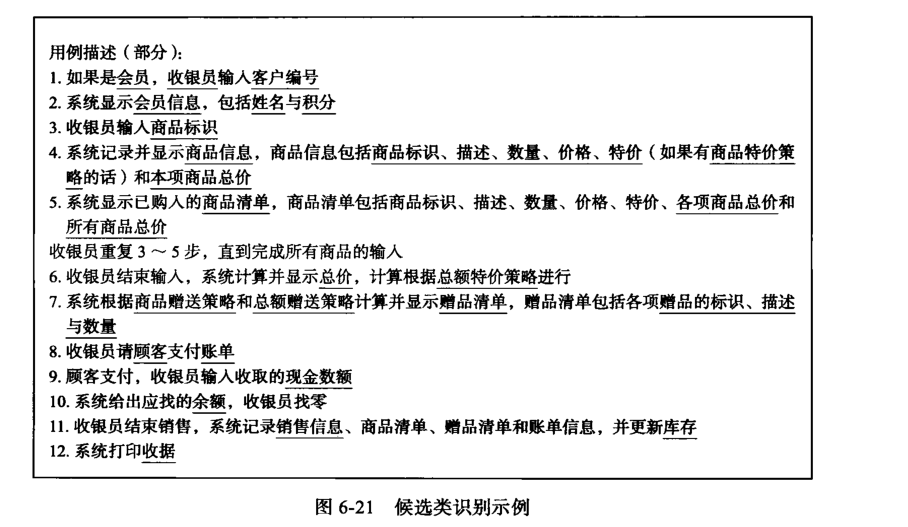 用例描述（部分）：
1. 如果是会员，收银员输入客户编号
2. 系统显示会员信息，包括姓名与积分
3. 收银员输入商品标识
4. 系统记录并显示商品信息，商品信息包括商品标识、描述、数量、价格、特价（如果有商品特价策
略的话）和本项商品总价
5. 系统显示已购入的商品清单，商品清单包括商品标识、描述、数量、价格、特价、各项商品总价和
所有商品总价
收银员重复 3～5 步，直到完成所有商品的输入
6. 收银员结束输入，系统计算并显示总价，计算根据总额特价策略进行
7. 系统根据商品赠送策略和总额赠送策略计算并显示赠品清单，赠品清单包括各项赠品的标识、描述
与数量
8. 收银员请顾客支付账单
9. 顾客支付，收银员输入收取的现金数额
10. 系统给出应找的余额，收银员找零
11. 收银员结束销售，系统记录销售信息、商品清单、赠品清单和账单信息，并更新库存
12. 系统打印收据
图 6-21 候选类识别示例